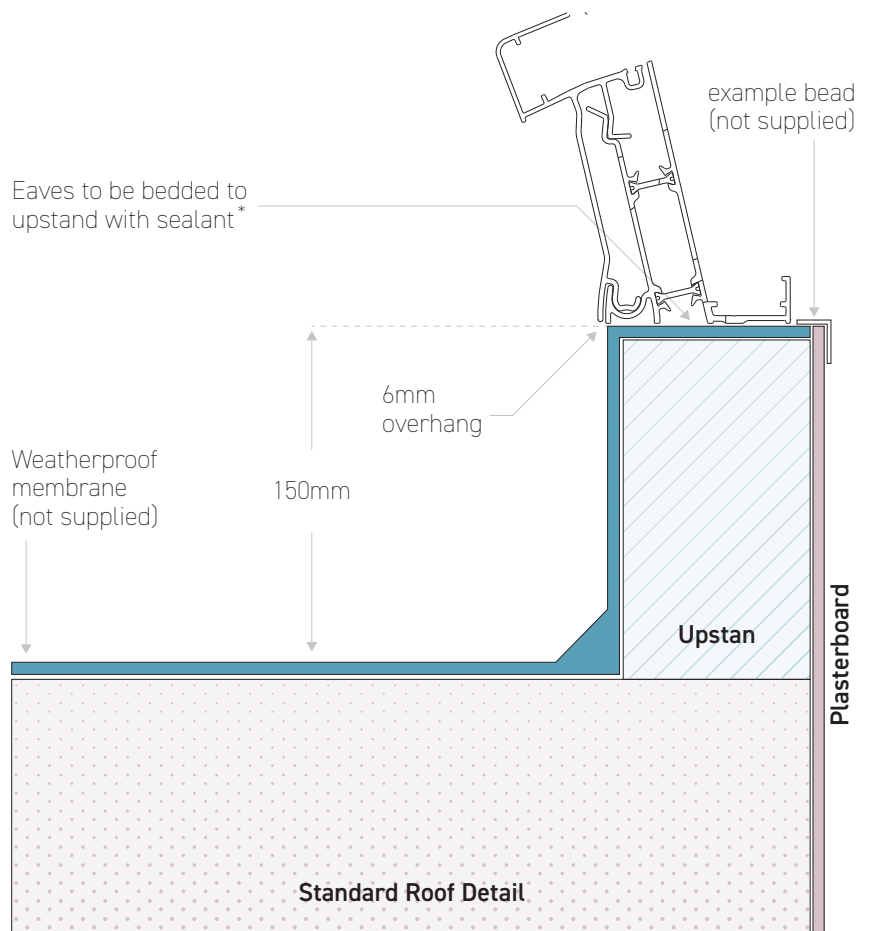 example bead
(not supplied)
Eaves to be bedded to
upstand with sealant*
6mm
overhang
Weatherproof
membrane
(not supplied)
150mm
Upstan
Plasterboard
Standard Roof Detail